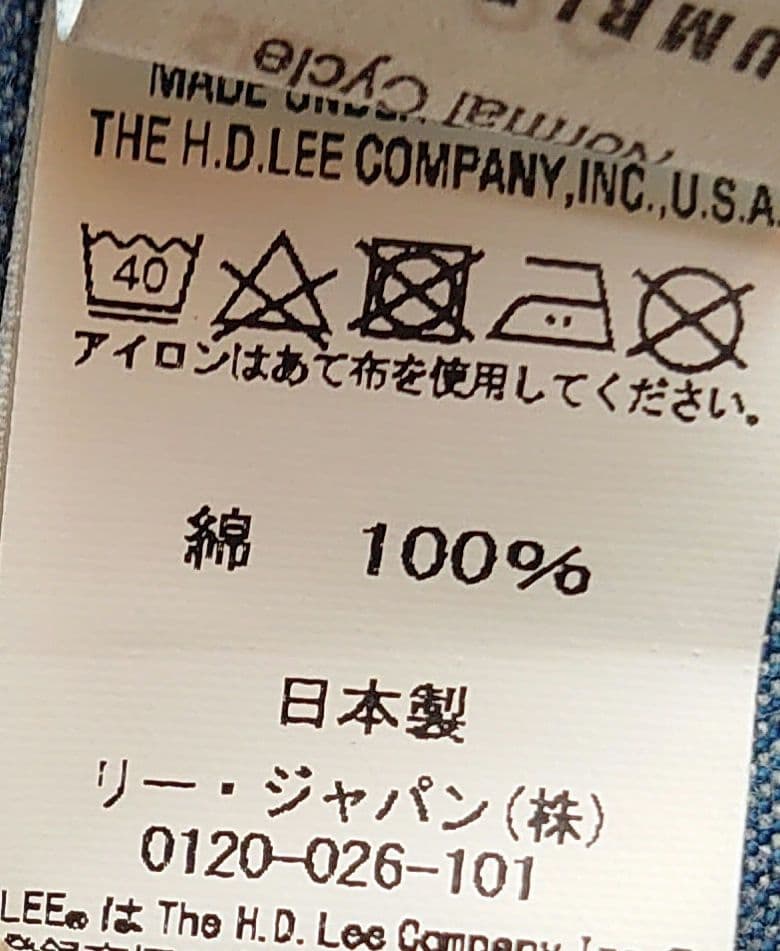 Normal Cycle
MADE UNDER
THE H.D.LEE COMPANY,INC.,U.S.A.
40
アイロンはあて布を使用してください。
綿 100%
日本製
リー・ジャパン(株)
0120-026-101
LEE® は The H.D. Lee Company